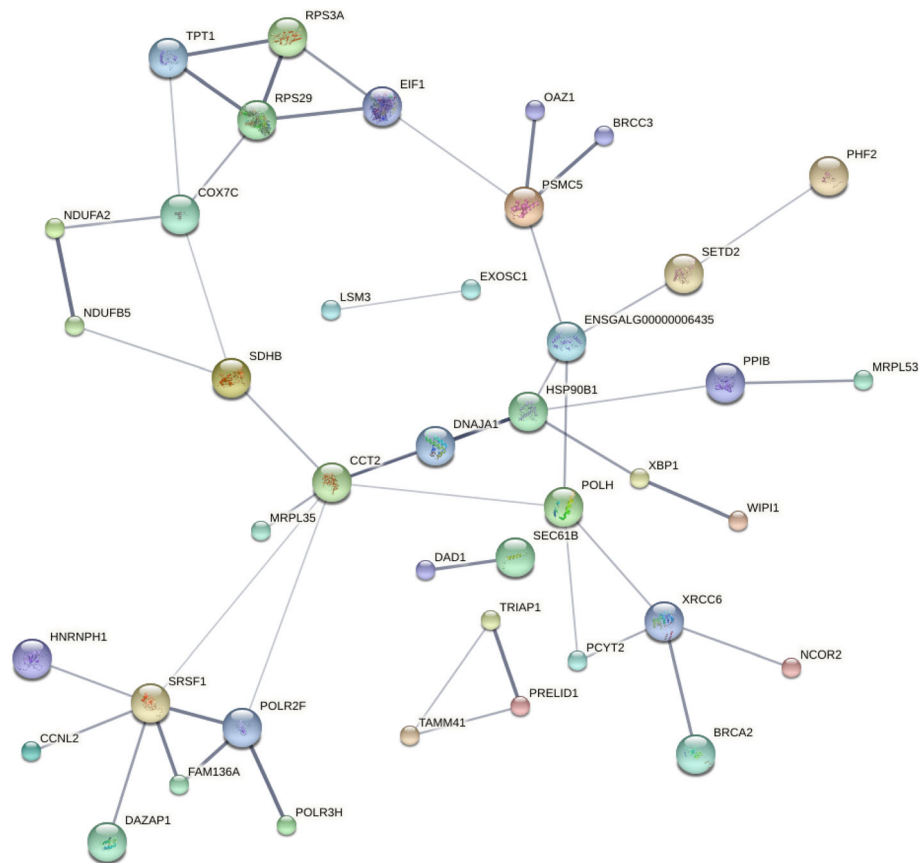 RPS3A
TPT1
EIF1
RPS29
OAZ1
BRCC3
PHF2
PSMC5
COX7C
NDUFA2
SETD2
EXOSC1
LSM3
NDUFB5
ENSGALG00000006435
SDHB
PPIB
MRPL53
HSP90B1
DNAJA1
CCT2
XBP1
POLH
WIPI1
MRPL35
SEC61B
DAD1
XRCC6
TRIAP1
HNRNPH1
PCYT2
NCOR2
SRSF1
PRELID1
POLR2F
TAMM41
BRCA2
CCNL2
FAM136A
POLR3H
DAZAP1